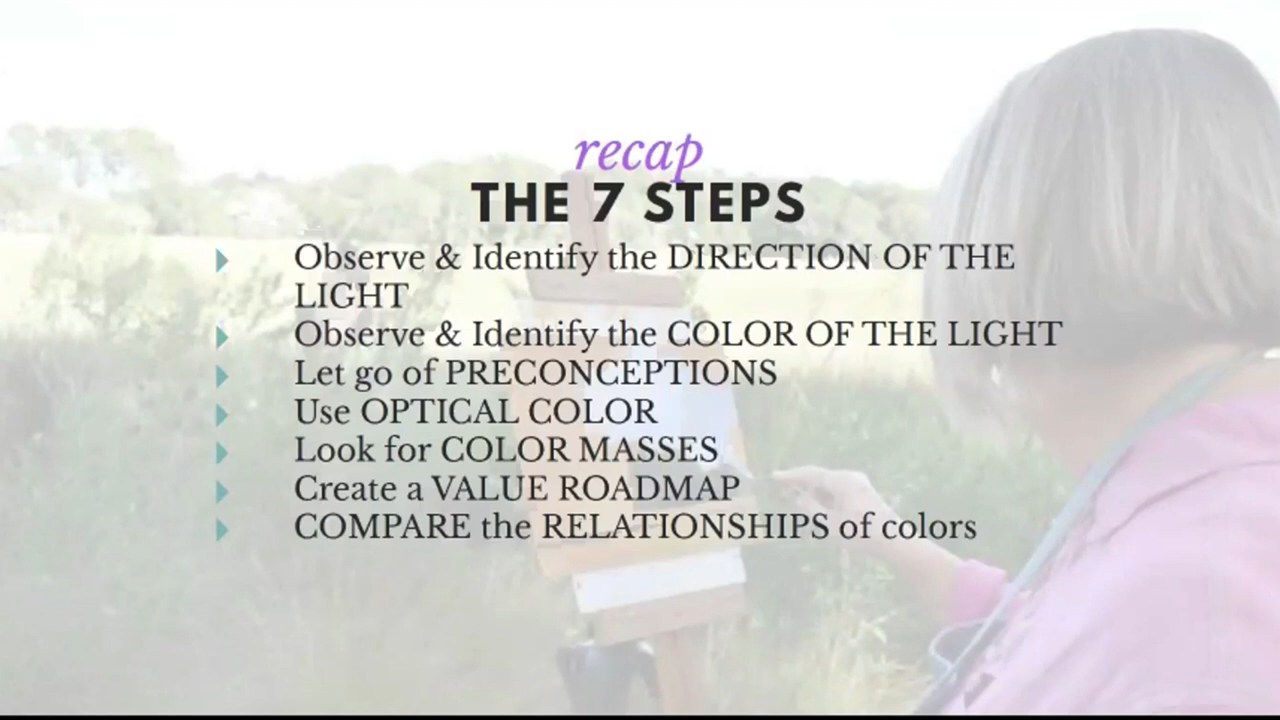 recap
THE 7 STEPS
Observe & Identify the DIRECTION OF THE
LIGHT
Observe & Identify the COLOR OF THE LIGHT
Let go of PRECONCEPTIONS
Use OPTICAL COLOR
Look for COLOR MASSES
Create a VALUE ROADMAP
COMPARE the RELATIONSHIPS of colors